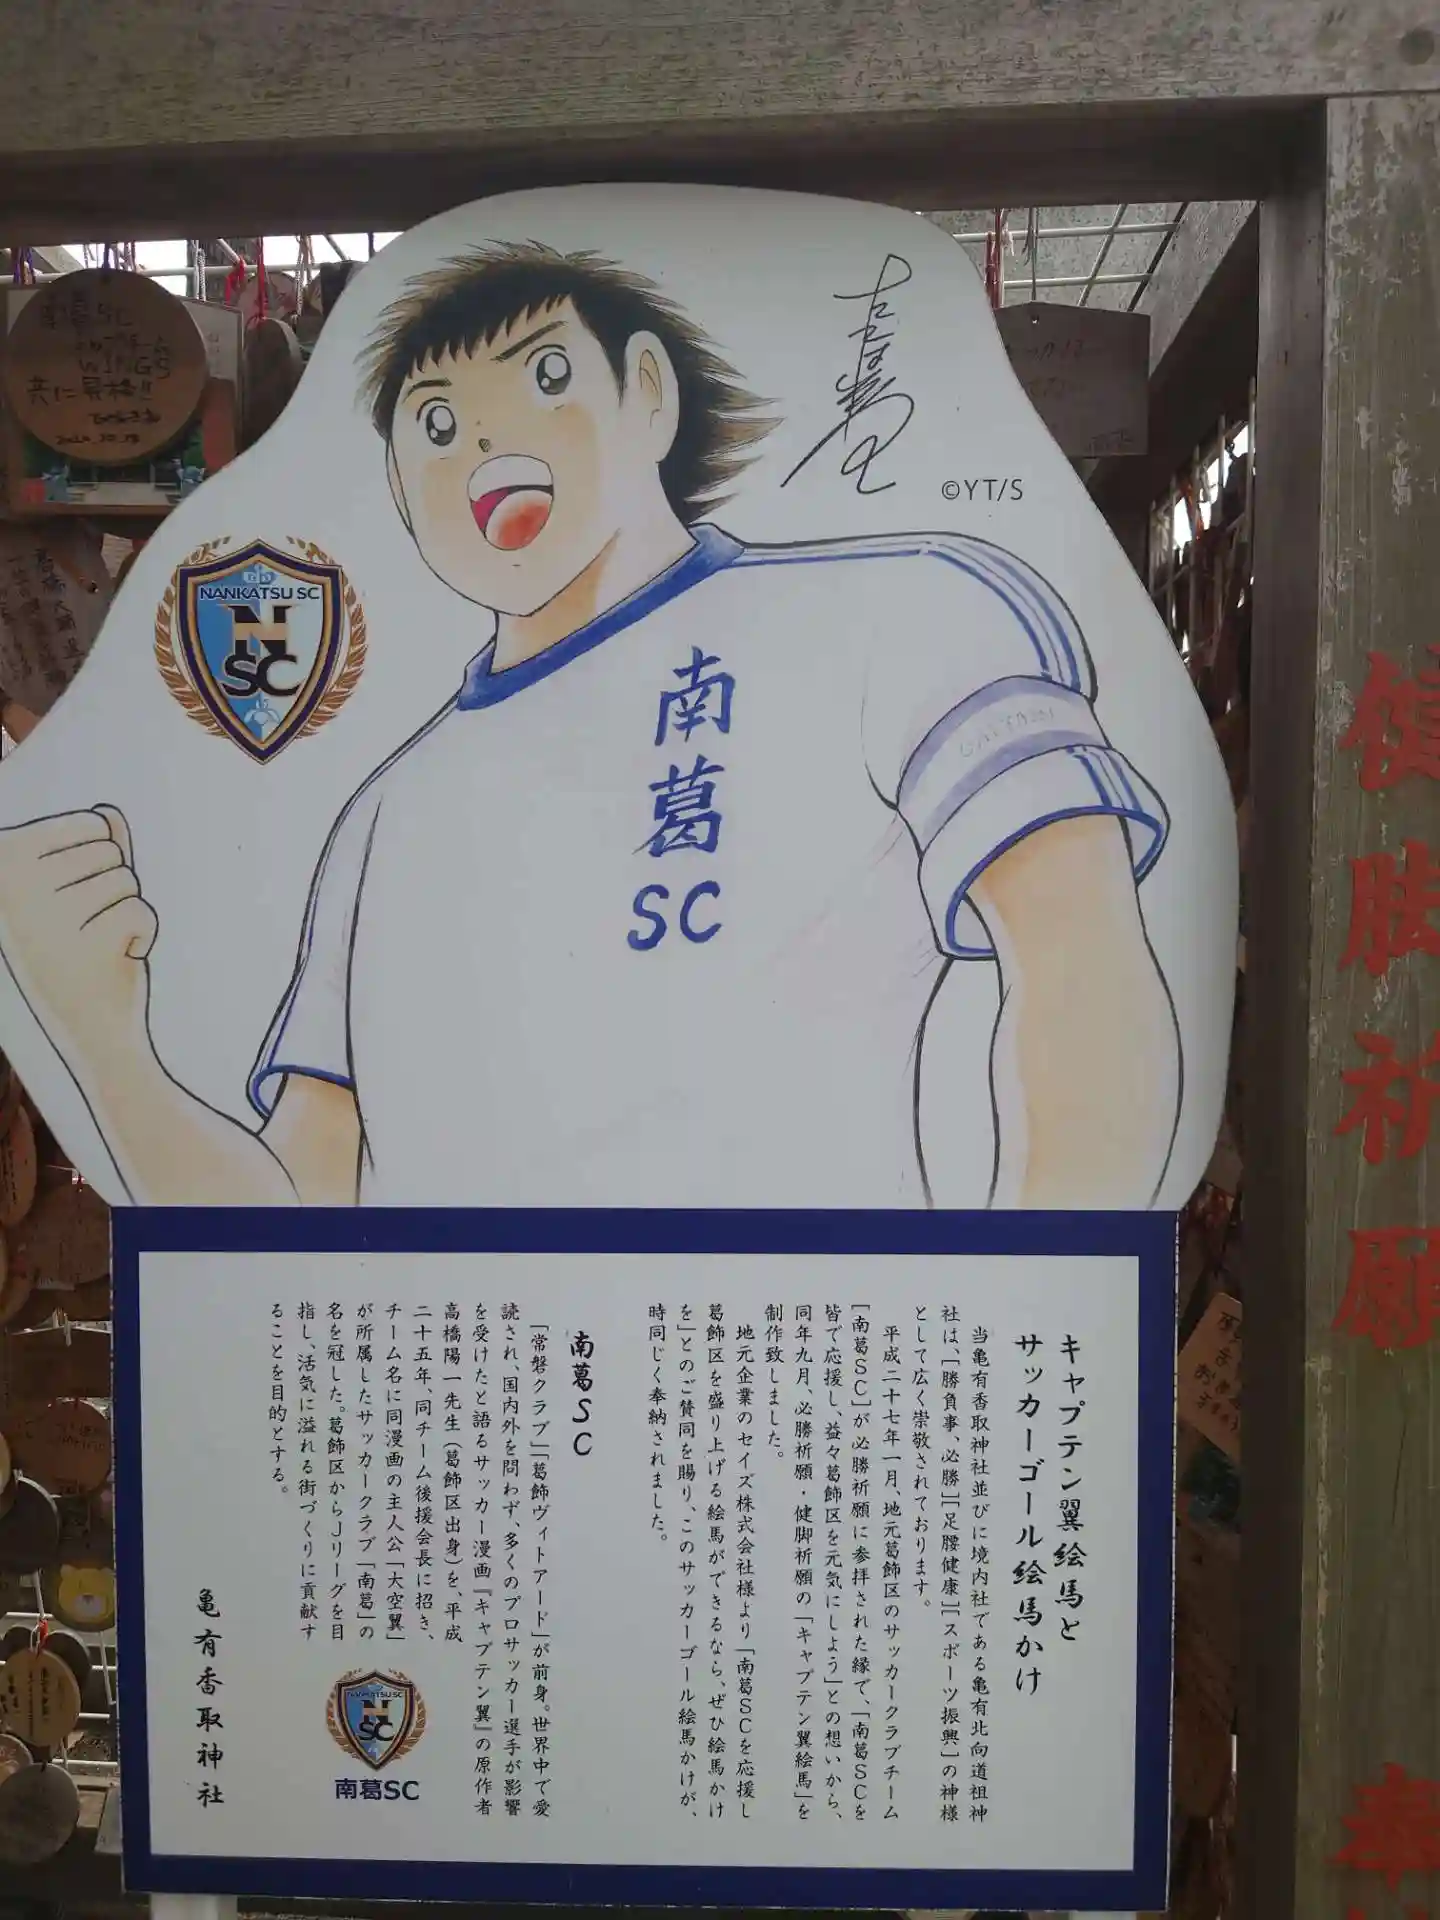 南葛SC
WINGS
共に昇格!!
©YT/S
NANKATSU SC
N
SC
南葛
SC
健脚祈願
奉
キャプテン翼絵馬と
サッカーゴール絵馬かけ
当亀有香取神社並びに境内社である亀有北向道祖神
社は、[勝負事、必勝][足腰健康][スポーツ振興]の神様
として広く崇敬されております。
平成二十七年一月、地元葛飾区のサッカークラブチーム
[南葛SC]が必勝祈願に参拝された縁で、「南葛SCを
皆で応援し、益々葛飾区を元気にしよう」との想いから、
同年九月、必勝祈願・健脚祈願の「キャプテン翼絵馬」を
制作致しました。
地元企業のセイズ株式会社様より「南葛SCを応援し
葛飾区を盛り上げる絵馬ができるなら、ぜひ絵馬かけ
を」とのご賛同を賜り、このサッカーゴール絵馬かけが、
時同じく奉納されました。
南葛SC
「常磐クラブ」「葛飾ヴィトアード」が前身。世界中で愛
読され、国内外を問わず、多くのプロサッカー選手が影響
を受けたと語るサッカー漫画『キャプテン翼』の原作者
高橋陽一先生(葛飾区出身)を、平成
二十五年、同チーム後援会長に招き、
チーム名に同漫画の主人公「大空翼」
が所属したサッカークラブ「南葛」の
名を冠した。葛飾区からJリーグを目
指し、活気に溢れる街づくりに貢献す
ることを目的とする。
NANKATSU SC
N
SC
南葛SC
亀有香取神社